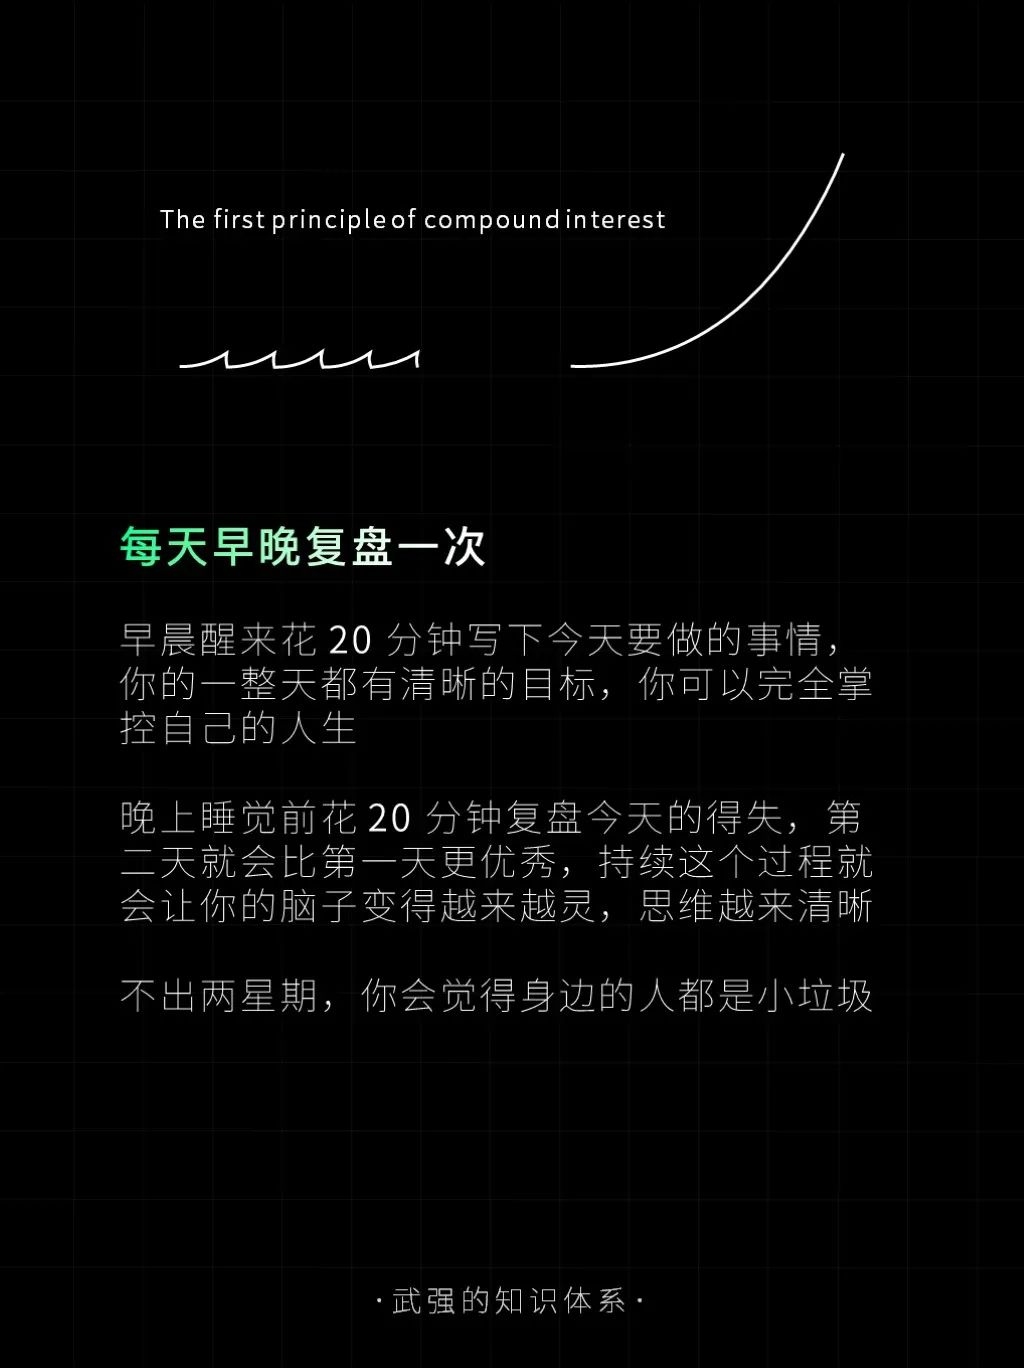 The first principle of compound interest
每天早晚复盘一次
早晨醒来花 20 分钟写下今天要做的事情，
你的一整天都有清晰的目标，你可以完全掌
控自己的人生
晚上睡觉前花 20 分钟复盘今天的得失，第
二天就会比第一天更优秀，持续这个过程就
会让你的脑子变得越来越灵，思维越来清晰
不出两星期，你会觉得身边的人都是小垃圾
·武强的知识体系·